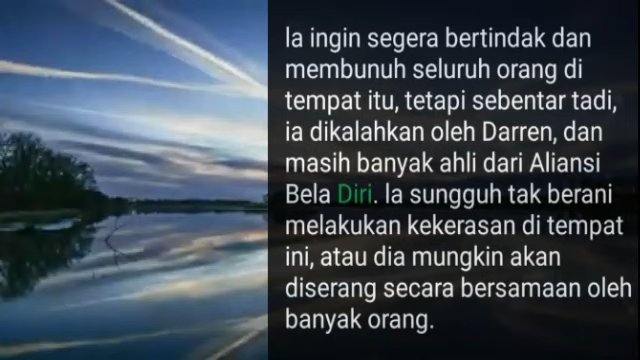 Ia ingin segera bertindak dan
membunuh seluruh orang di
tempat itu, tetapi sebentar tadi,
ia dikalahkan oleh Darren, dan
masih banyak ahli dari Aliansi
Bela Diri. Ia sungguh tak berani
melakukan kekerasan di tempat
ini, atau dia mungkin akan
diserang secara bersamaan oleh
banyak orang.